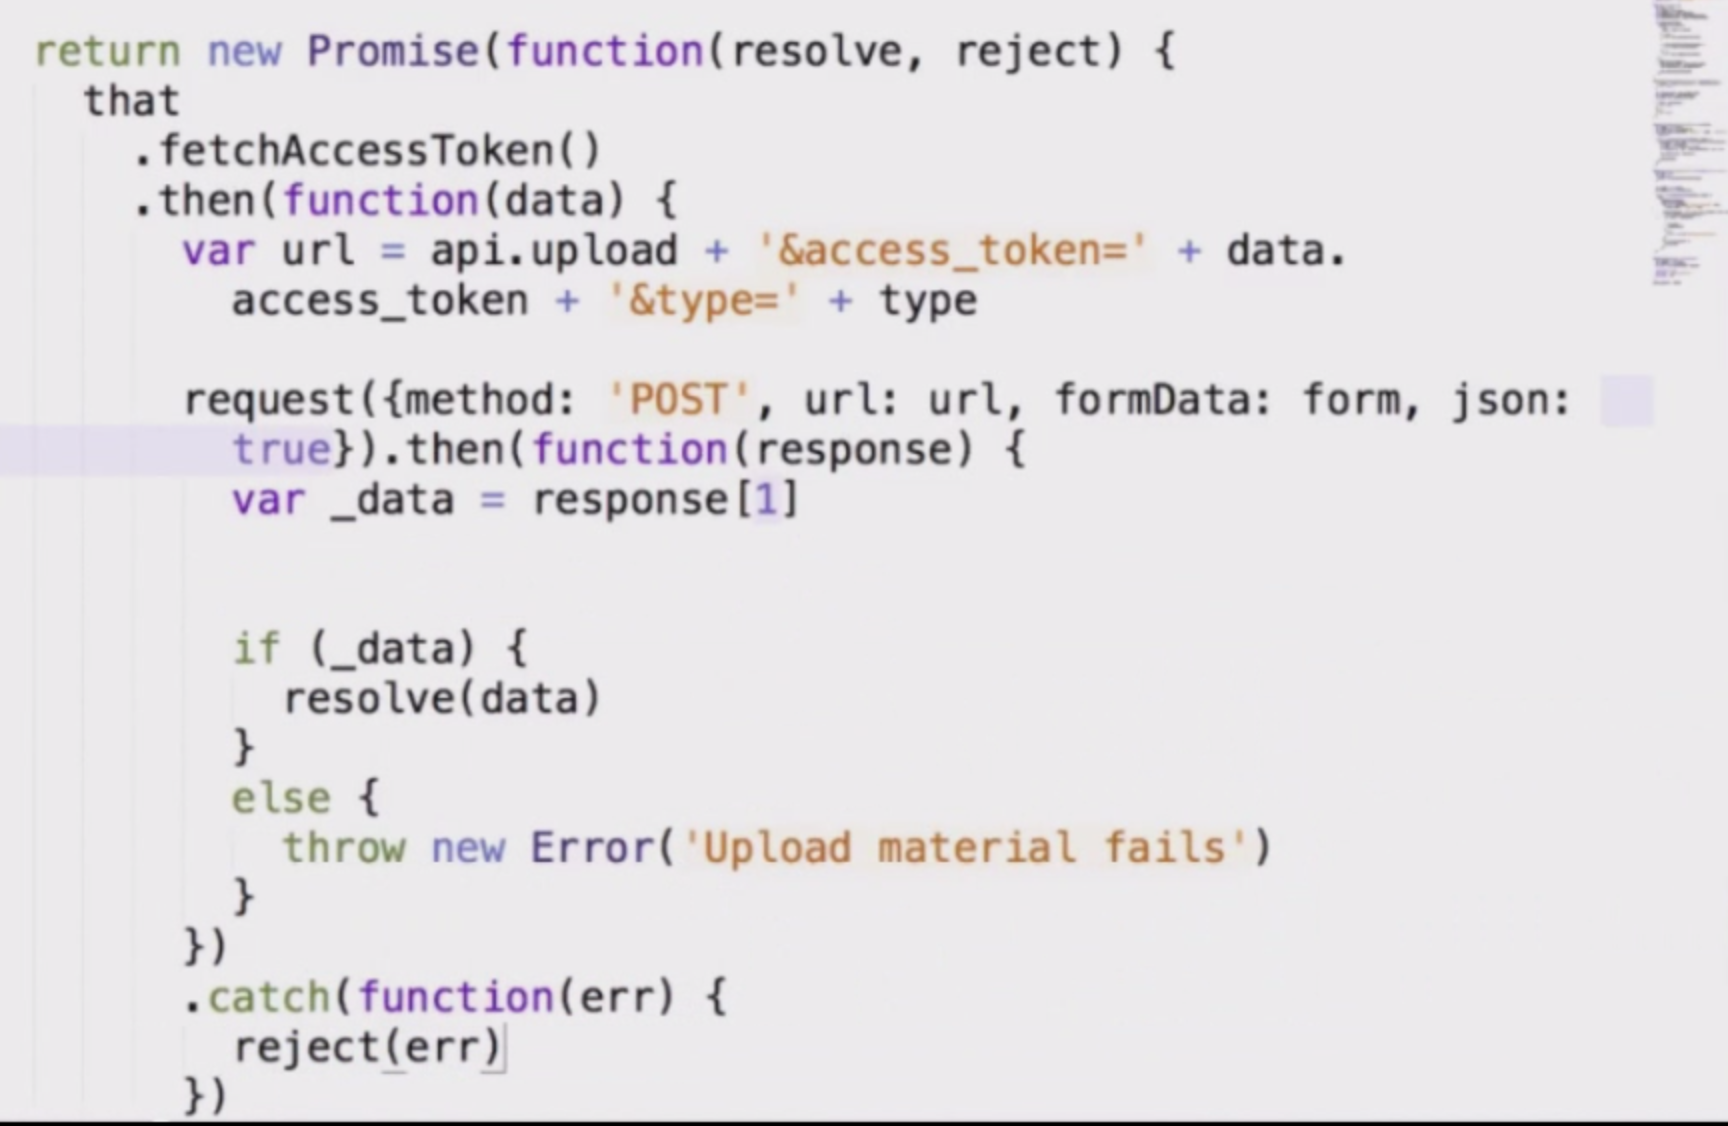 return new Promise(function(resolve, reject) {
that
.fetchAccessToken()
.then(function(data) {
var url = api.upload + '&access_token=' + data.
access_token + '&type=' + type
request({method: 'POST', url: url, formData: form, json:
true}).then(function(response) {
var _data = response[1]
if (_data) {
resolve(data)
}
else {
throw new Error('Upload material fails')
}
})
.catch(function(err) {
reject(err)
})